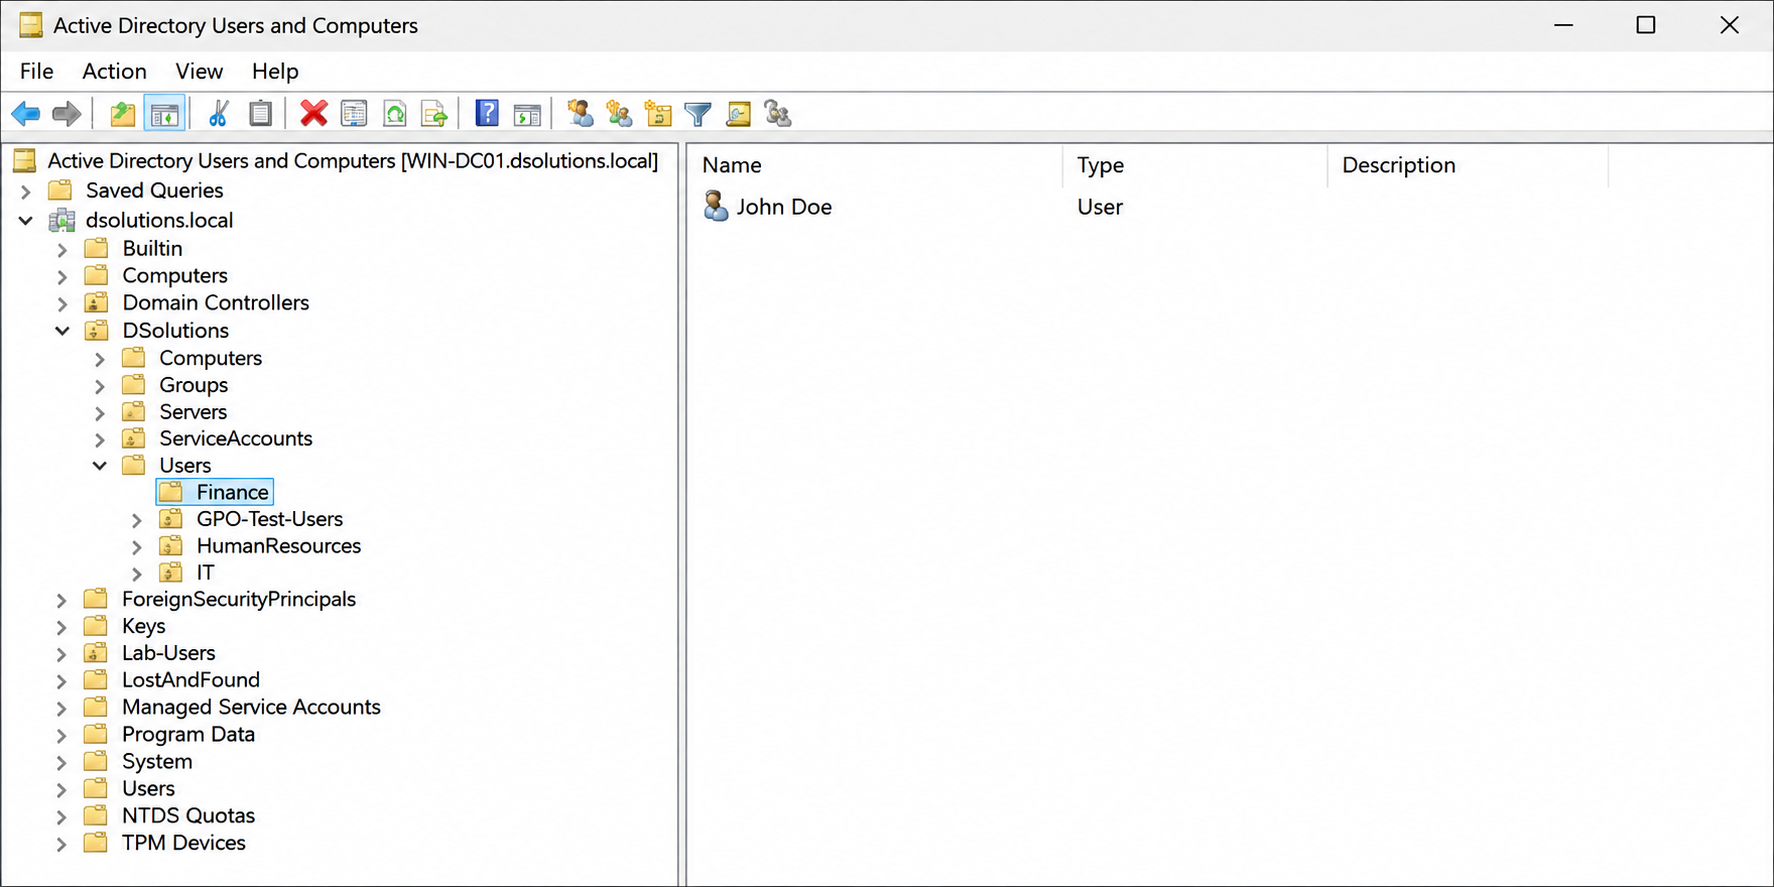 Active Directory Users and Computers
File Action View Help
Active Directory Users and Computers [WIN-DC01.dsolutions.local]
Saved Queries
dsolutions.local
Builtin
Computers
Domain Controllers
DSolutions
Computers
Groups
Servers
ServiceAccounts
Users
Finance
GPO-Test-Users
HumanResources
IT
ForeignSecurityPrincipals
Keys
Lab-Users
LostAndFound
Managed Service Accounts
Program Data
System
Users
NTDS Quotas
TPM Devices
Name Type Description
John Doe User